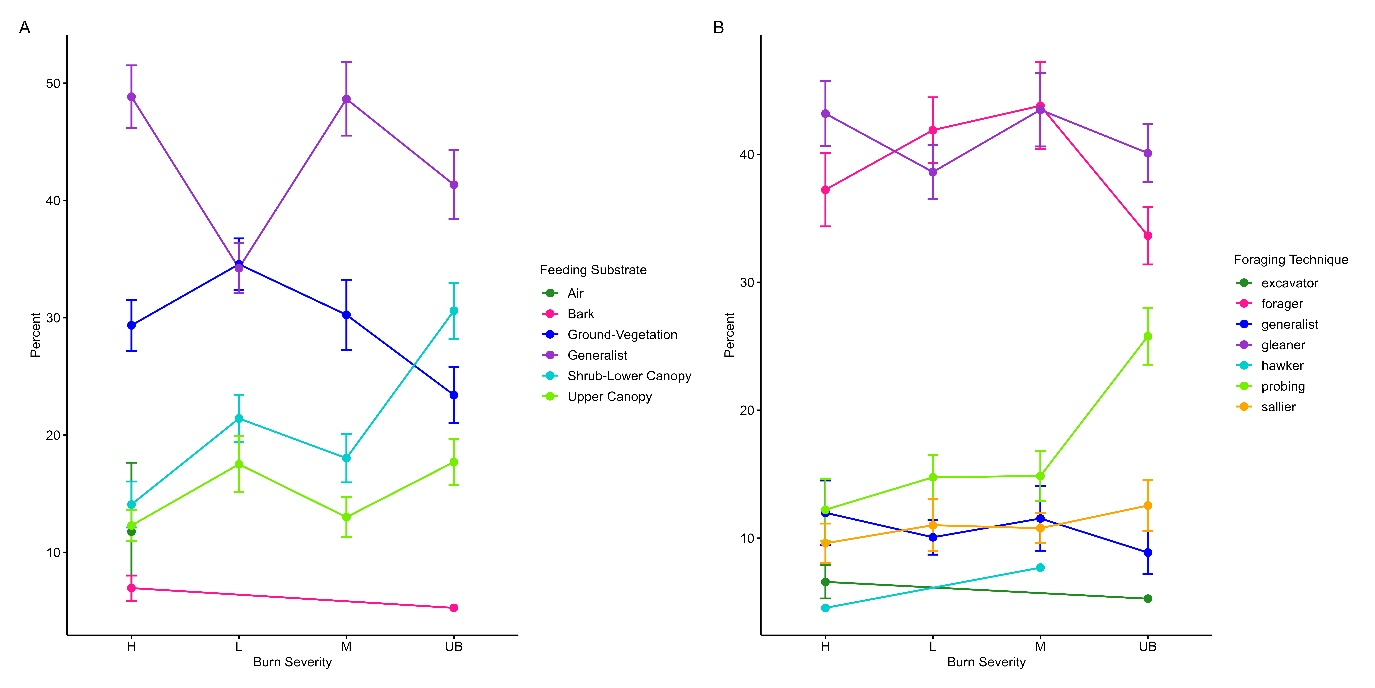 A
50
40
30
20
10
Percent
H
L
M
UB
Burn Severity
Feeding Substrate
Air
Bark
Ground-Vegetation
Generalist
Shrub-Lower Canopy
Upper Canopy
B
40
30
20
10
Percent
H
L
M
UB
Burn Severity
Foraging Technique
excavator
forager
generalist
gleaner
hawker
probing
sallier